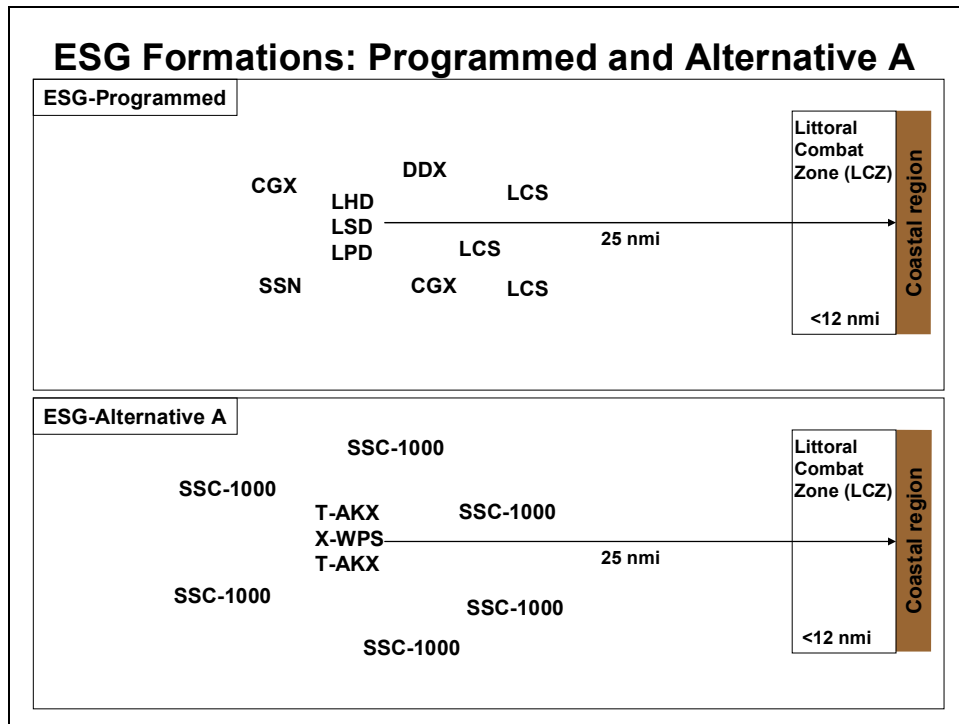 ESG Formations: Programmed and Alternative A
ESG-Programmed
CGX
DDX
LCS
LHD
LSD
LPD
LCS
SSN
CGX
LCS
25 nmi
Littoral
Combat
Zone (LCZ)
<12 nmi
Coastal region
ESG-Alternative A
SSC-1000
SSC-1000
T-AKX
X-WPS
T-AKX
SSC-1000
SSC-1000
SSC-1000
SSC-1000
25 nmi
Littoral
Combat
Zone (LCZ)
<12 nmi
Coastal region